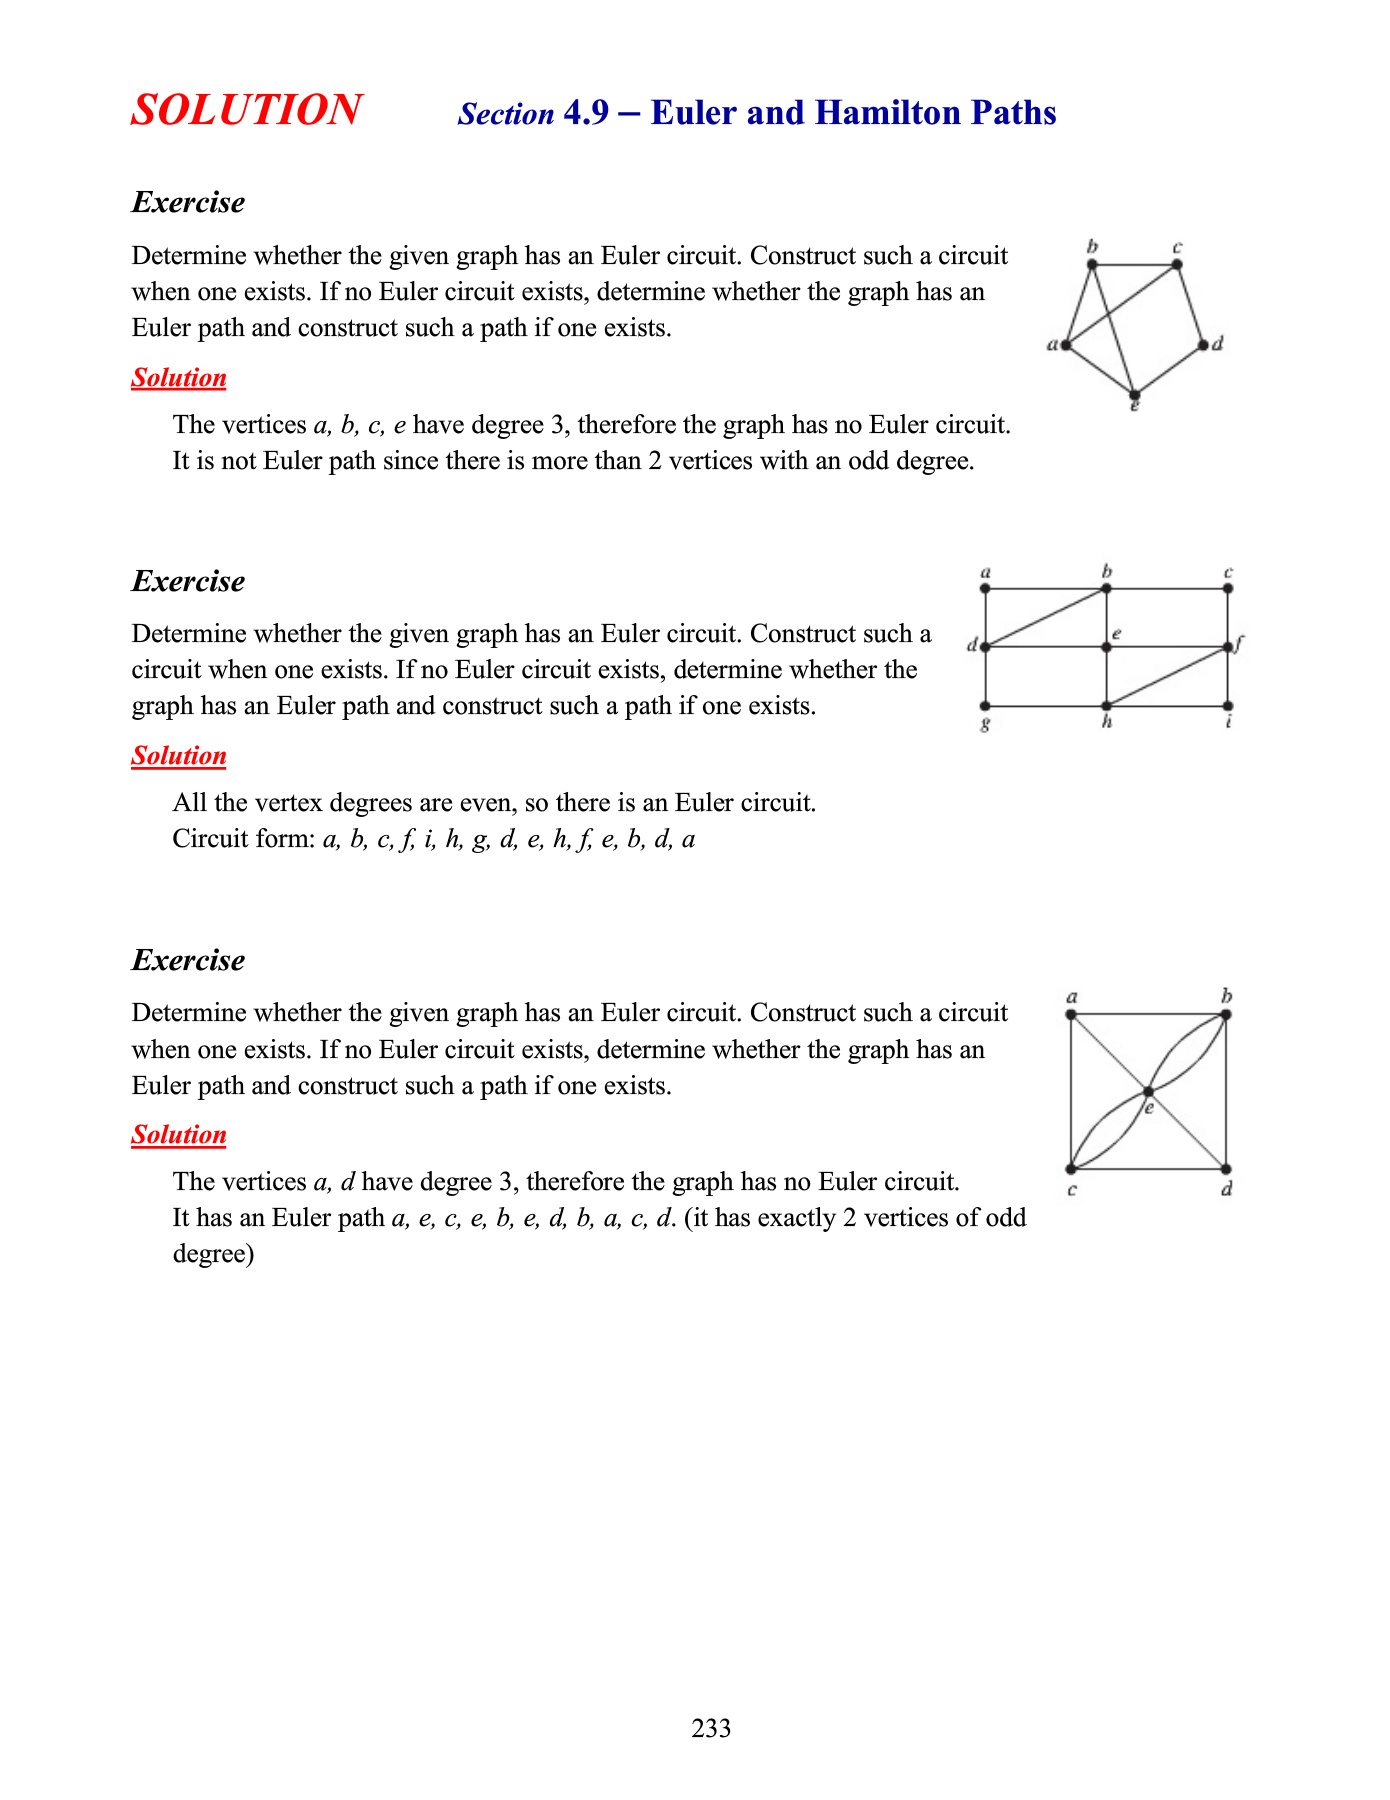 SOLUTION Section 4.9 – Euler and Hamilton Paths
Exercise
Determine whether the given graph has an Euler circuit. Construct such a circuit
when one exists. If no Euler circuit exists, determine whether the graph has an
Euler path and construct such a path if one exists.
b c
a d
e
Solution
The vertices a, b, c, e have degree 3, therefore the graph has no Euler circuit.
It is not Euler path since there is more than 2 vertices with an odd degree.
Exercise
Determine whether the given graph has an Euler circuit. Construct such a
circuit when one exists. If no Euler circuit exists, determine whether the
graph has an Euler path and construct such a path if one exists.
a b c
d e f
g h i
Solution
All the vertex degrees are even, so there is an Euler circuit.
Circuit form: a, b, c, f, i, h, g, d, e, h, f, e, b, d, a
Exercise
Determine whether the given graph has an Euler circuit. Construct such a circuit
when one exists. If no Euler circuit exists, determine whether the graph has an
Euler path and construct such a path if one exists.
a b
e
c d
Solution
The vertices a, d have degree 3, therefore the graph has no Euler circuit.
It has an Euler path a, e, c, e, b, e, d, b, a, c, d. (it has exactly 2 vertices of odd
degree)
233